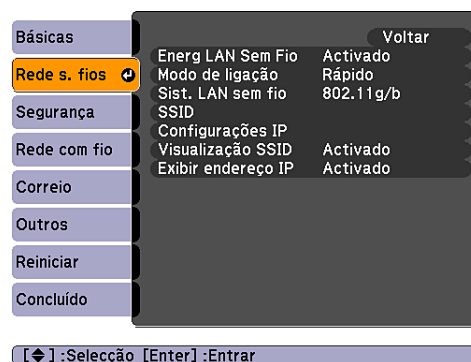 Básicas
Rede s. fios
Segurança
Rede com fio
Correio
Outros
Reiniciar
Concluído
Voltar
Energ LAN Sem Fio Activado
Modo de ligação Rápido
Sist. LAN sem fio 802.11g/b
SSID
Configurações IP
Visualização SSID Activado
Exibir endereço IP Activado
[◆] :Selecção [Enter] :Entrar